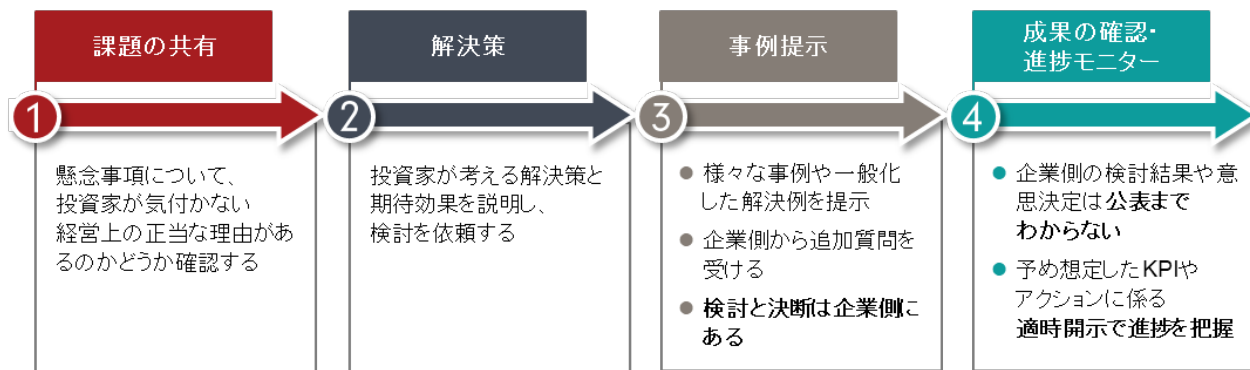 課題の共有
1
懸念事項について、
投資家が気付かない
経営上の正当な理由があ
るのかどうか確認する
解決策
2
投資家が考える解決策と
期待効果を説明し、
検討を依頼する
事例提示
3
● 様々な事例や一般化
した解決例を提示
● 企業側から追加質問を
受ける
● 検討と決断は企業側に
ある
成果の確認・
進捗モニター
4
● 企業側の検討結果や意
思決定は公表まで
わからない
● 予め想定したKPIや
アクションに係る
適時開示で進捗を把握